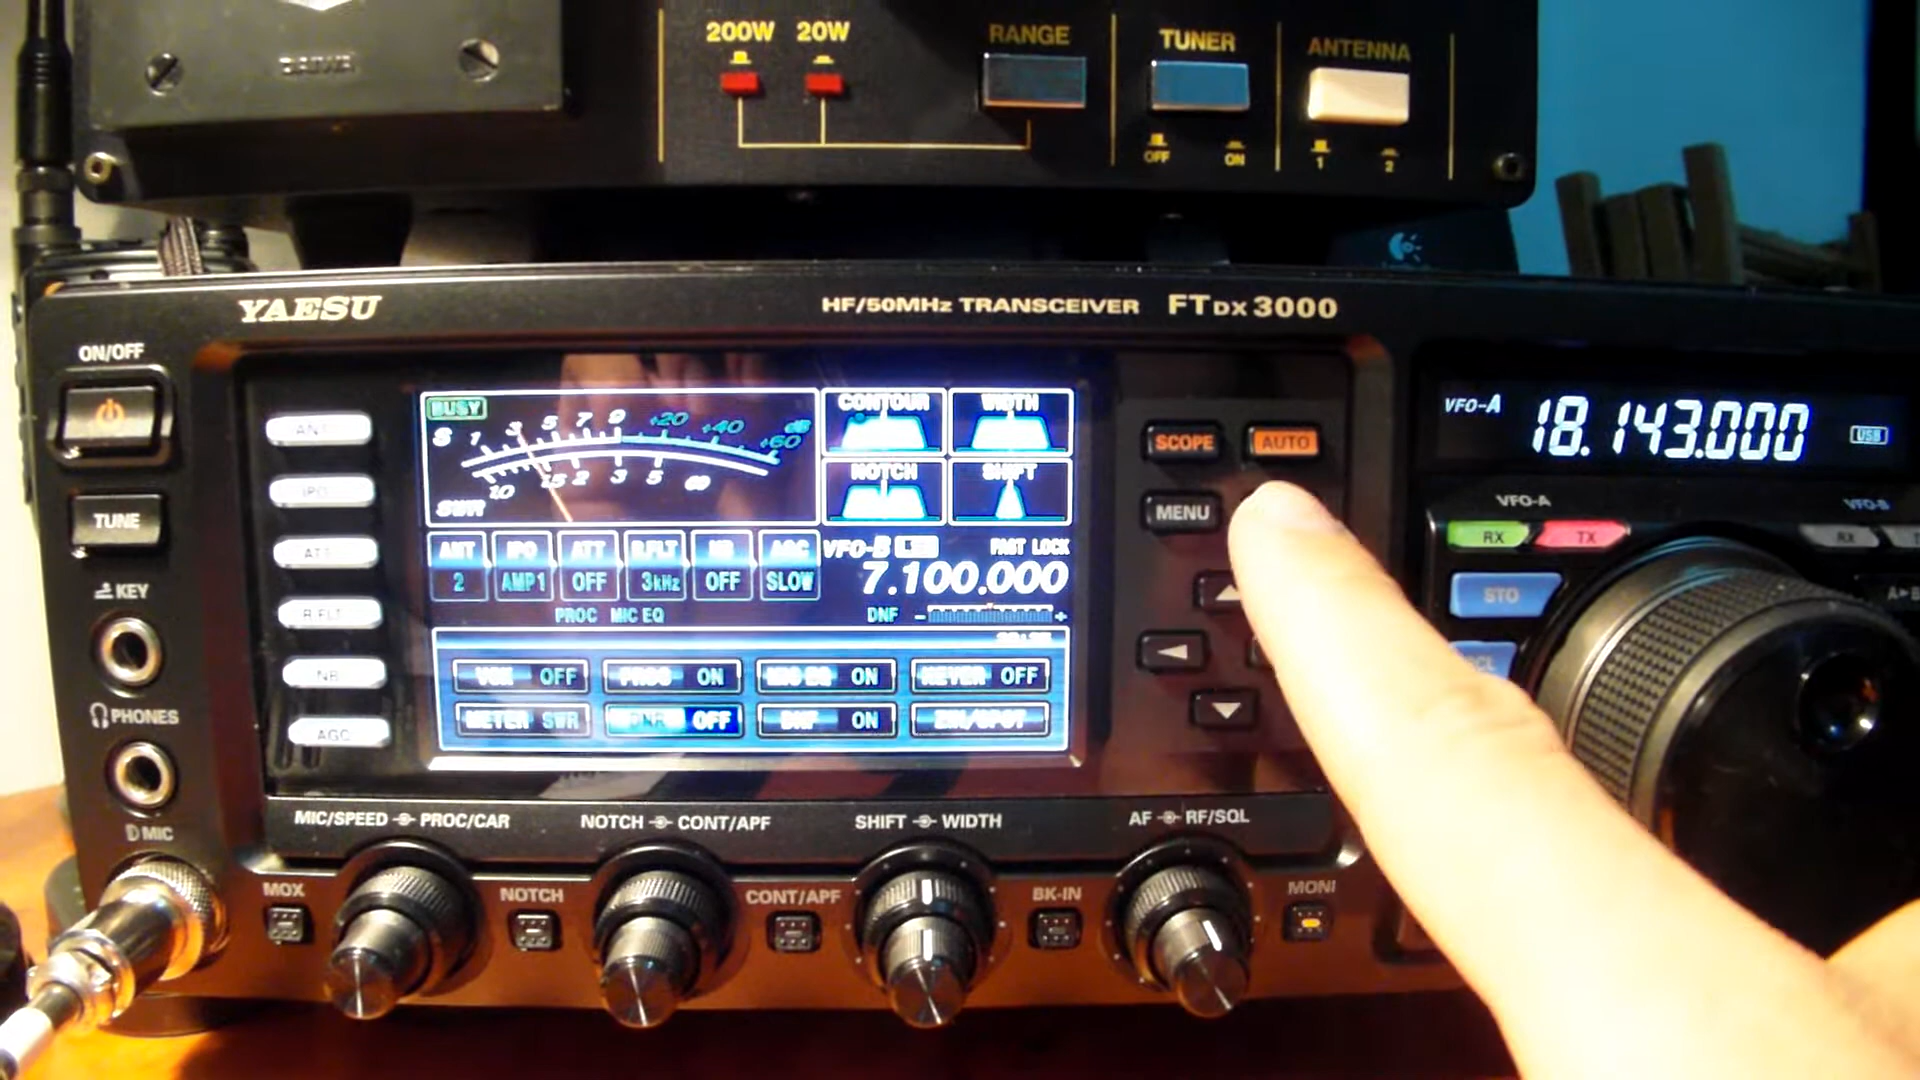 DAIWA
200W 20W RANGE TUNER ANTENNA
OFF ON 1 2
YAESU
HF/50MHz TRANSCEIVER FTDX3000
ON/OFF
TUNE
KEY
PHONES
MIC
ANT
IPO
ATT
R.FLT
NB
AGC
BUSY
S 1 3 5 7 9 +20 +40 +60 dB
1.0 1.5 2 3 5 ∞
SWR
CONTOUR WIDTH
NOTCH SHIFT
ANT IPO ATT R.FLT NB AGC
2 AMP1 OFF 3kHz OFF SLOW
VFO-B FAST LOCK
7.100.000
PROC MIC EQ DNF - +
VOX OFF PROC ON MIC EQ ON KEYER OFF
METER SWR DNR OFF DNF ON ZIN/SPOT
SCOPE AUTO
MENU
VFO-A 18.143.000 USB
VFO-A VFO-B
RX TX RX
STO
A▶B
MIC/SPEED PROC/CAR NOTCH CONT/APF SHIFT WIDTH AF RF/SQL
MOX NOTCH CONT/APF BK-IN MONI